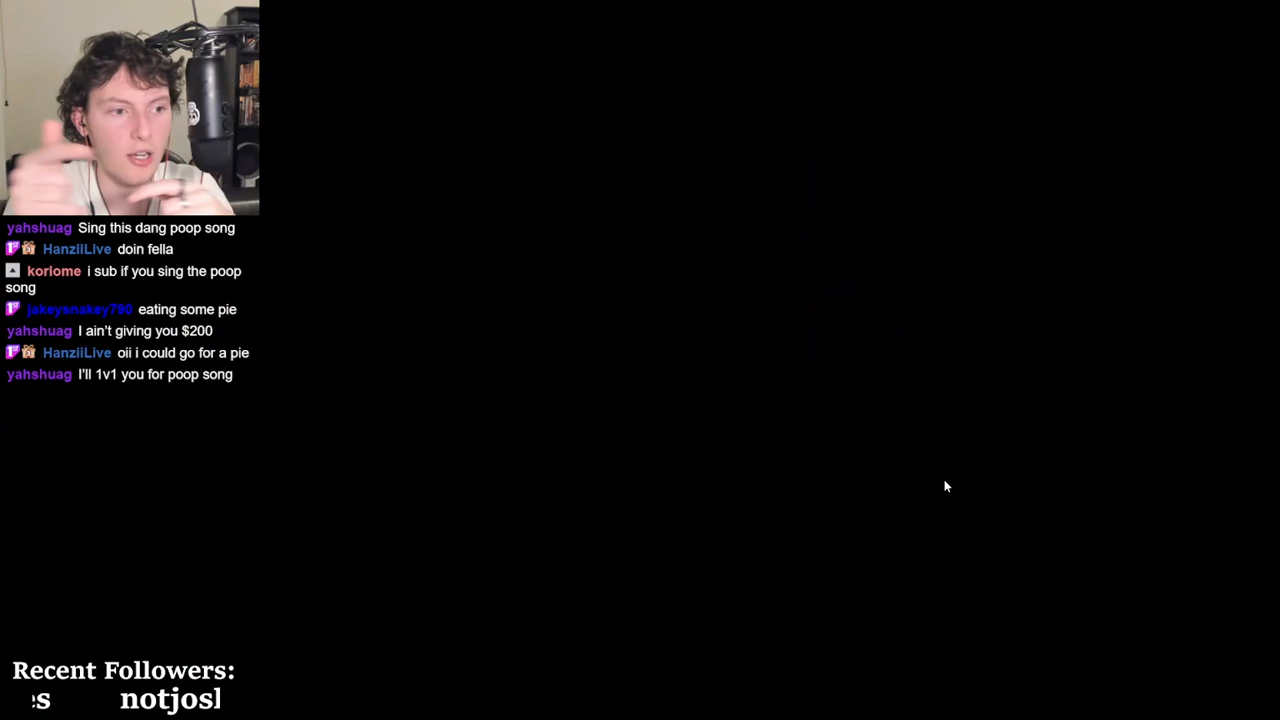 yahshuag Sing this dang poop song
HanziiLive doin fella
koriome i sub if you sing the poop
song
jakeysnakey790 eating some pie
yahshuag I ain't giving you $200
HanziiLive oii i could go for a pie
yahshuag I'll 1v1 you for poop song
Recent Followers:
es notjosl